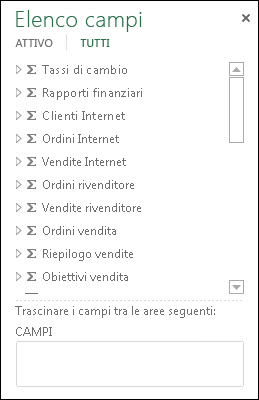 Elenco campi
ATTIVO TUTTI
Σ Tassi di cambio
Σ Rapporti finanziari
Σ Clienti Internet
Σ Ordini Internet
Σ Vendite Internet
Σ Ordini rivenditore
Σ Vendite rivenditore
Σ Ordini vendita
Σ Riepilogo vendite
Σ Obiettivi vendita
Trascinare i campi tra le aree seguenti:
CAMPI